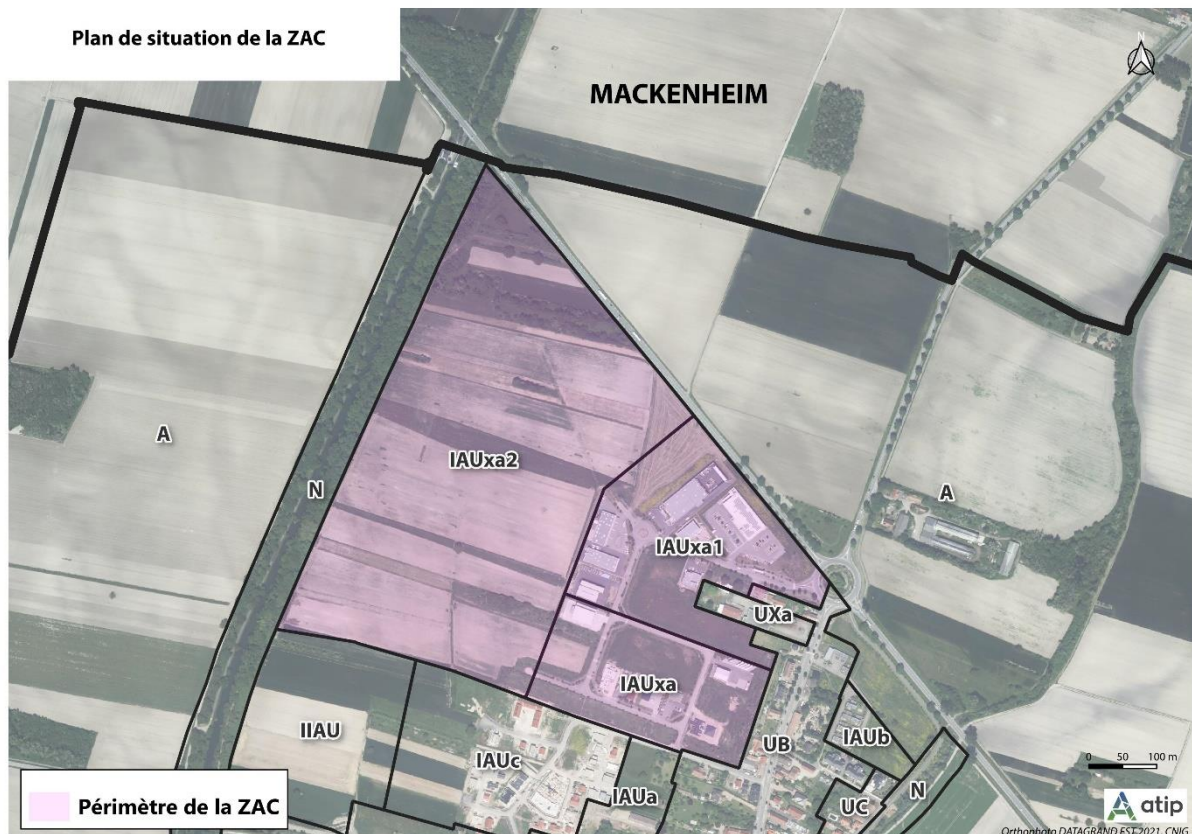 Plan de situation de la ZAC
N
MACKENHEIM
A
IAUxa2
N
A
IAUxa1
UXa
IAUxa
IIAU
UB
IAUb
IAUc
IAUa
UC
N
0 50 100 m
Périmètre de la ZAC
atip
Orthophoto DATAGRAND EST 2021, CNIG